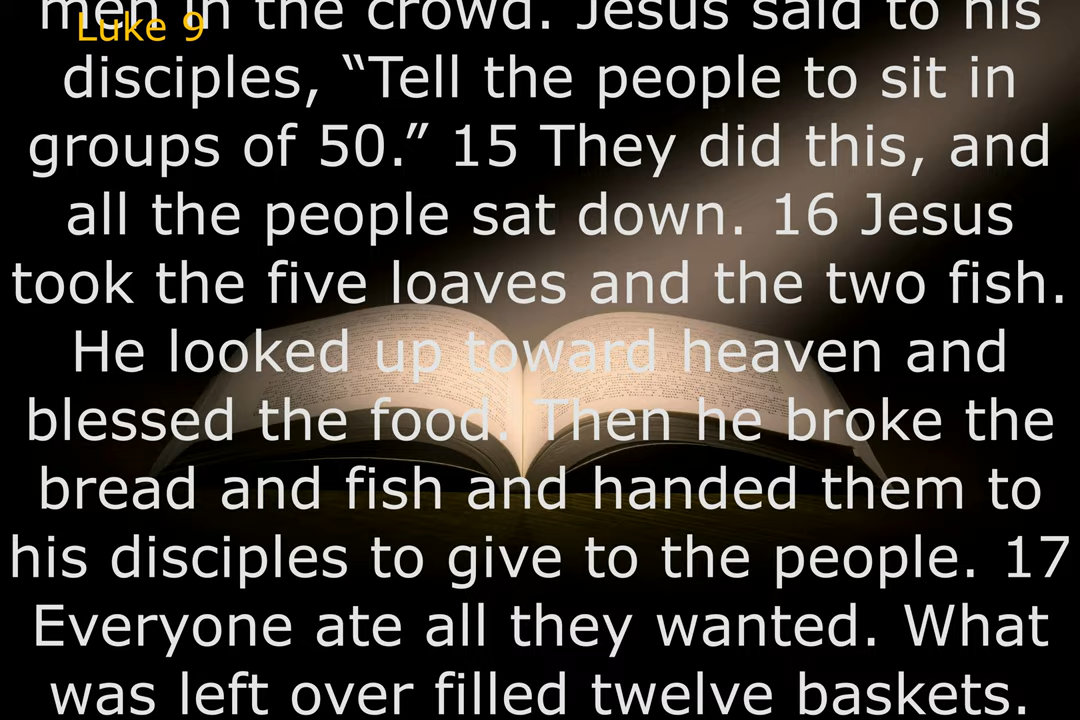 men in the crowd. Jesus said to his
Luke 9
disciples, “Tell the people to sit in
groups of 50.” 15 They did this, and
all the people sat down. 16 Jesus
took the five loaves and the two fish.
He looked up toward heaven and
blessed the food. Then he broke the
bread and fish and handed them to
his disciples to give to the people. 17
Everyone ate all they wanted. What
was left over filled twelve baskets.